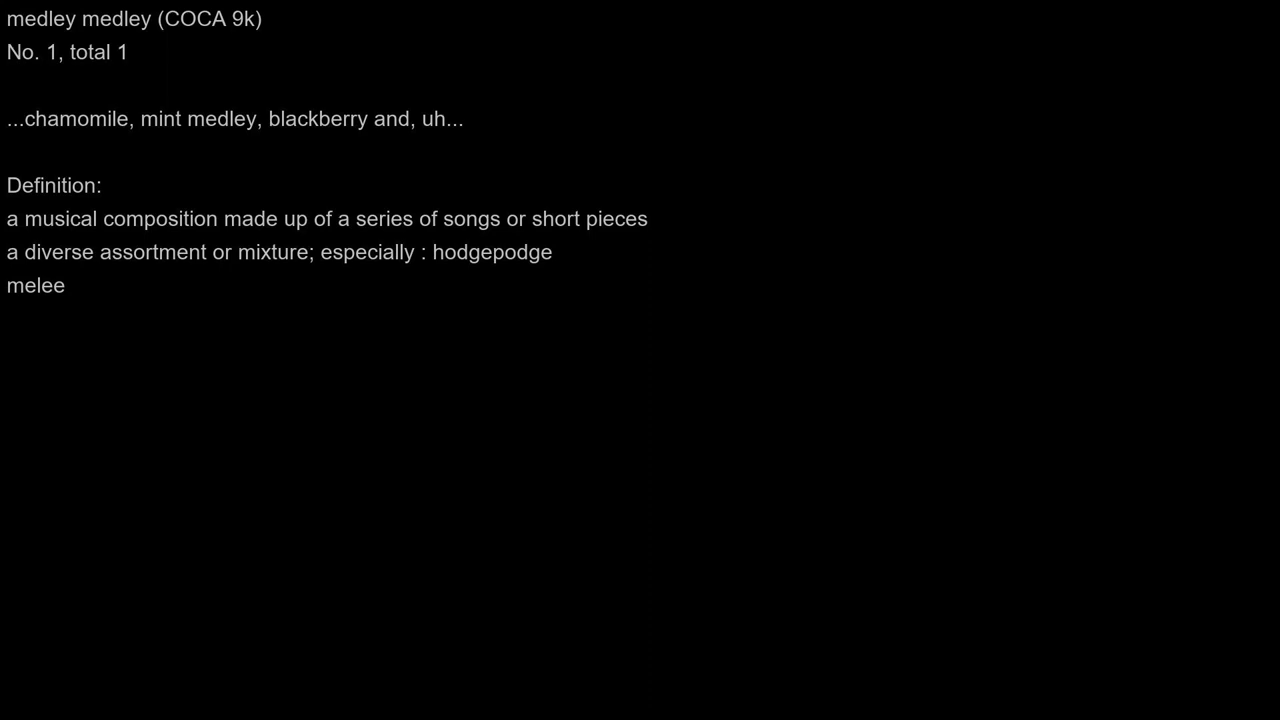 medley medley (COCA 9k)
No. 1, total 1
...chamomile, mint medley, blackberry and, uh...
Definition:
a musical composition made up of a series of songs or short pieces
a diverse assortment or mixture; especially : hodgepodge
melee